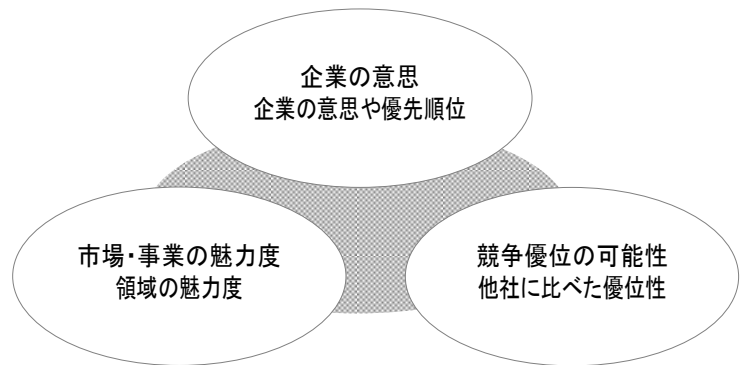 企業の意思
企業の意思や優先順位
市場・事業の魅力度
領域の魅力度
競争優位の可能性
他社に比べた優位性